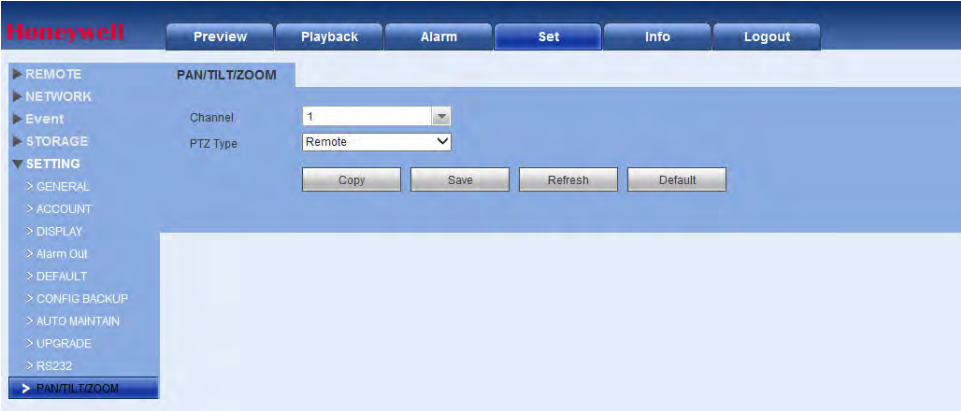 Honeywell
Preview
Playback
Alarm
Set
Info
Logout
REMOTE
NETWORK
Event
STORAGE
SETTING
> GENERAL
> ACCOUNT
> DISPLAY
> Alarm Out
> DEFAULT
> CONFIG BACKUP
> AUTO MAINTAIN
> UPGRADE
> RS232
> PAN/TILT/ZOOM
PAN/TILT/ZOOM
Channel 1
PTZ Type Remote
Copy Save Refresh Default